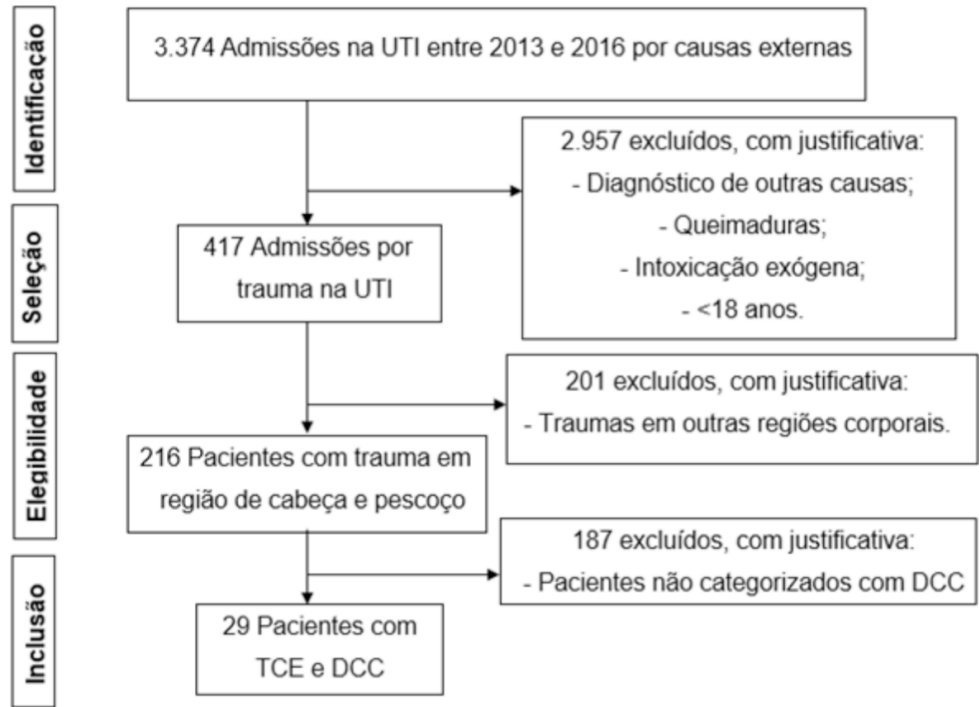 Identificação
3.374 Admissões na UTI entre 2013 e 2016 por causas externas
2.957 excluídos, com justificativa:
- Diagnóstico de outras causas;
- Queimaduras;
- Intoxicação exógena;
- <18 anos.
Seleção
417 Admissões por
trauma na UTI
Elegibilidade
201 excluídos, com justificativa:
- Traumas em outras regiões corporais.
216 Pacientes com trauma em
região de cabeça e pescoço
Inclusão
187 excluídos, com justificativa:
- Pacientes não categorizados com DCC
29 Pacientes com
TCE e DCC